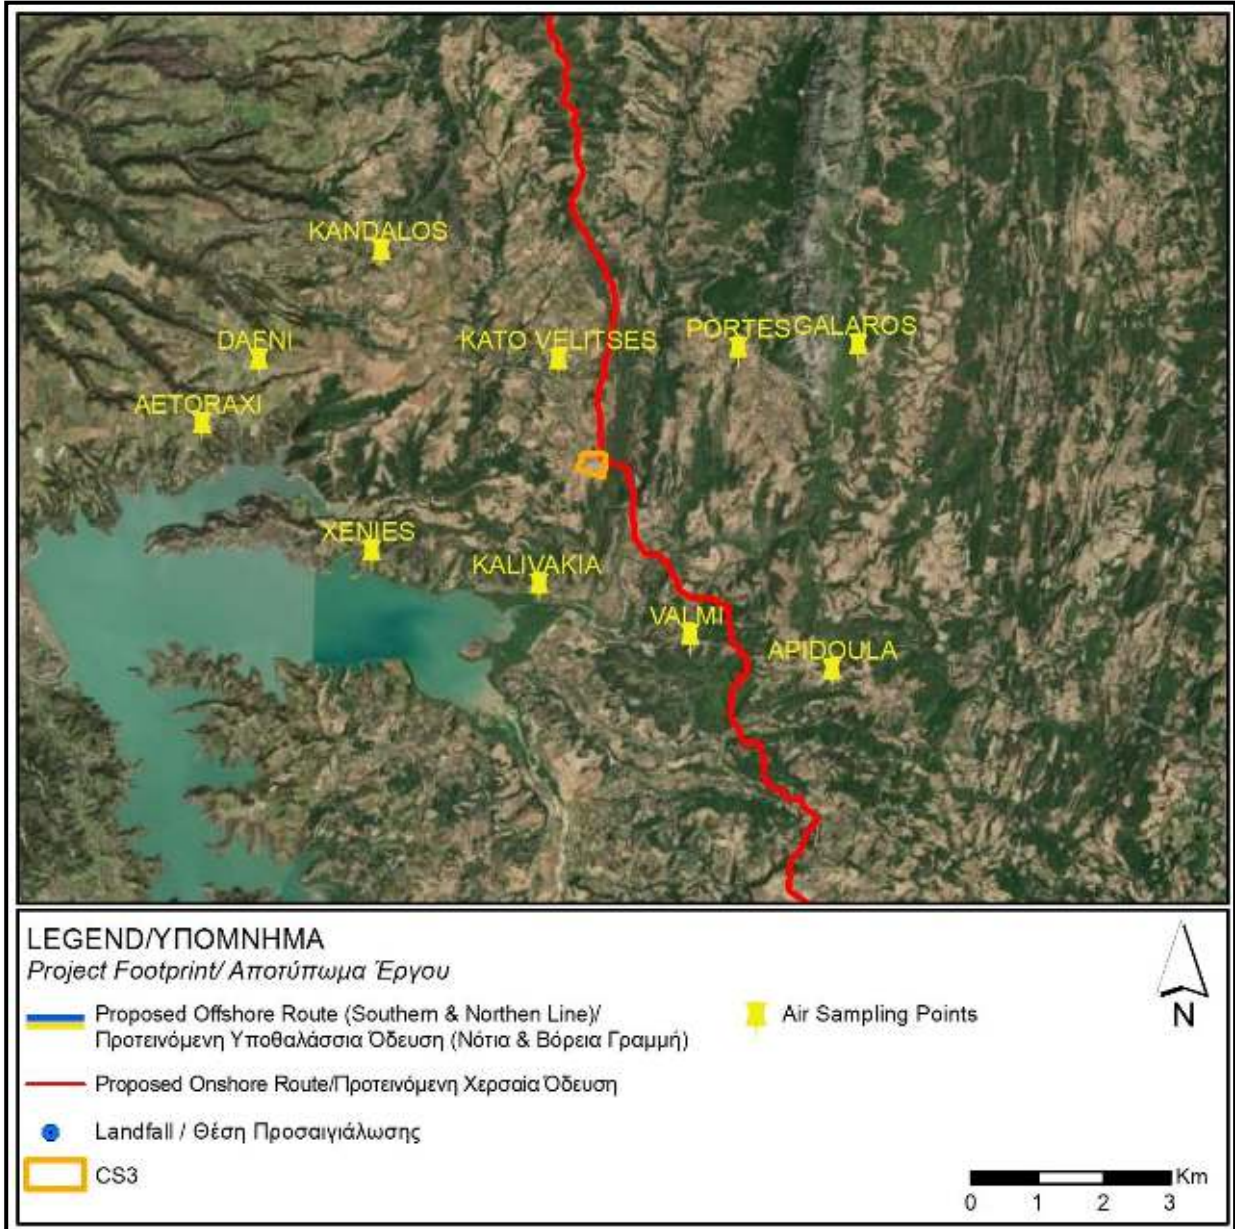 KANDALOS
DAFNI
KATO VELITSES
PORTES
GALAROS
AETORAXI
XENIES
KALIVAKIA
VALMI
APIDOULA
LEGEND/ΥΠΟΜΝΗΜΑ
Project Footprint/ Αποτύπωμα Έργου
Proposed Offshore Route (Southern & Northen Line)/
Προτεινόμενη Υποθαλάσσια Όδευση (Νότια & Βόρεια Γραμμή)
Air Sampling Points
N
Proposed Onshore Route/Προτεινόμενη Χερσαία Όδευση
Landfall / Θέση Προσαιγιάλωσης
CS3
Km
0 1 2 3